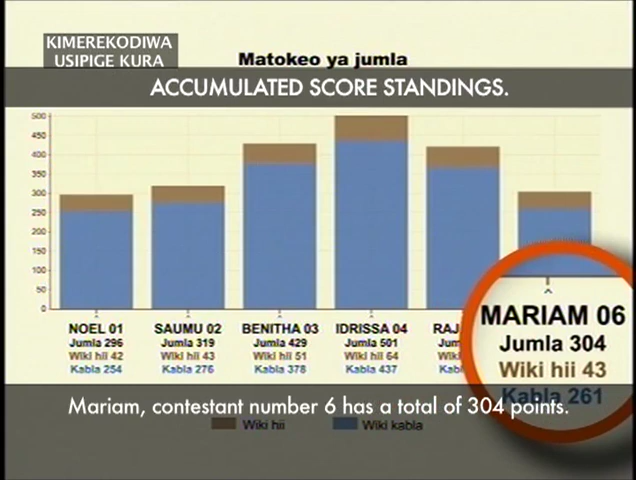 KIMEREKODIWA
USIPIGE KURA
Matokeo ya jumla
ACCUMULATED SCORE STANDINGS.
500
450
400
350
300
250
200
150
100
50
0
NOEL 01
Jumla 296
Wiki hii 42
Kabla 254
SAUMU 02
Jumla 319
Wiki hii 43
Kabla 276
BENITHA 03
Jumla 429
Wiki hii 51
Kabla 378
IDRISSA 04
Jumla 501
Wiki hii 64
Kabla 437
MARIAM 06
Jumla 304
Wiki hii 43
Kabla 261
Mariam, contestant number 6 has a total of 304 points.
Wiki hii
Wiki kabla